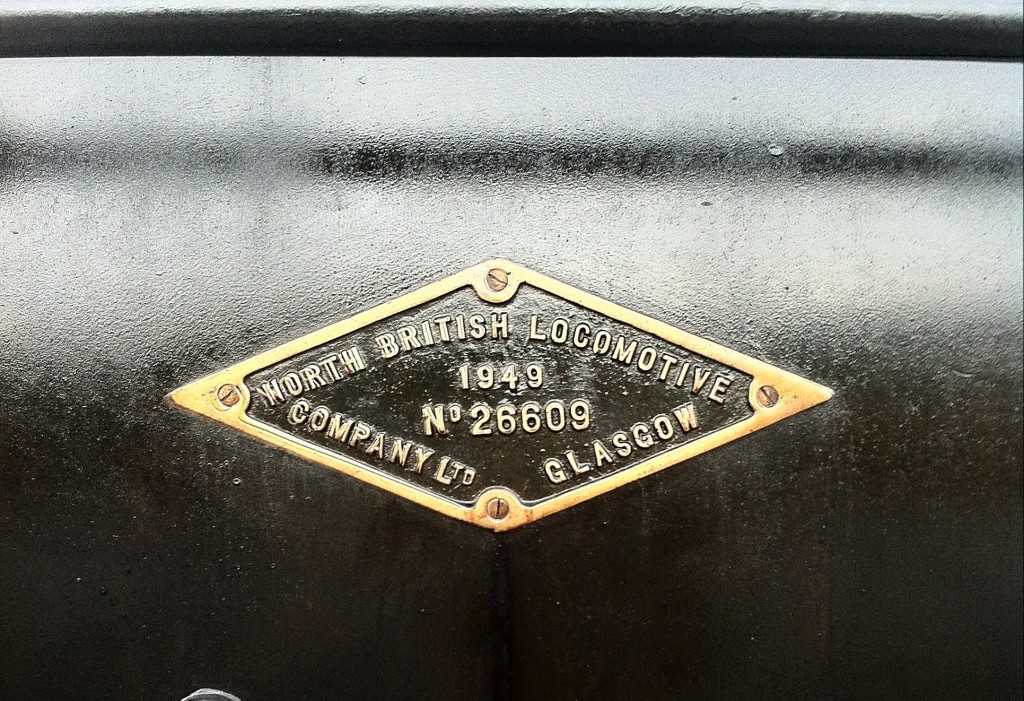 NORTH BRITISH LOCOMOTIVE
1949
Nº 26609
COMPANY LTD GLASGOW